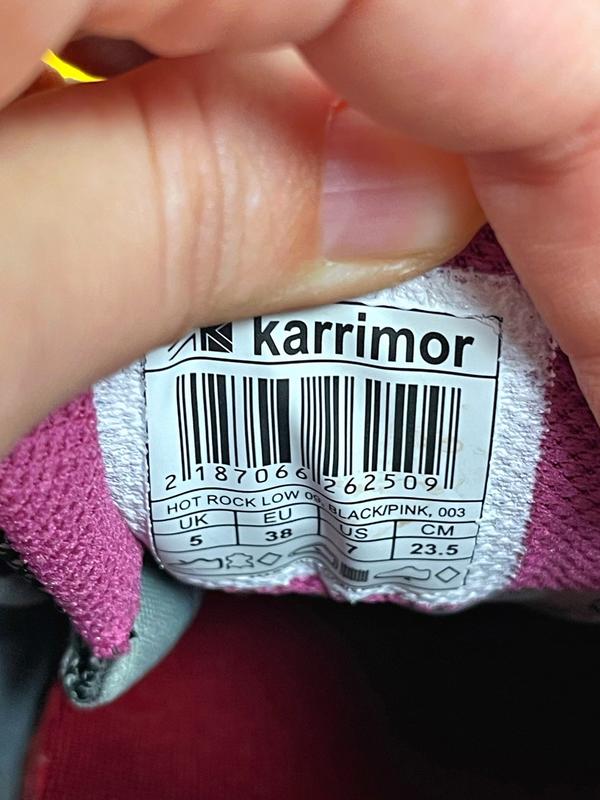 karrimor
2 187066 262509
HOT ROCK LOW 09, BLACK/PINK, 003
UK EU US CM
5 38 7 23.5